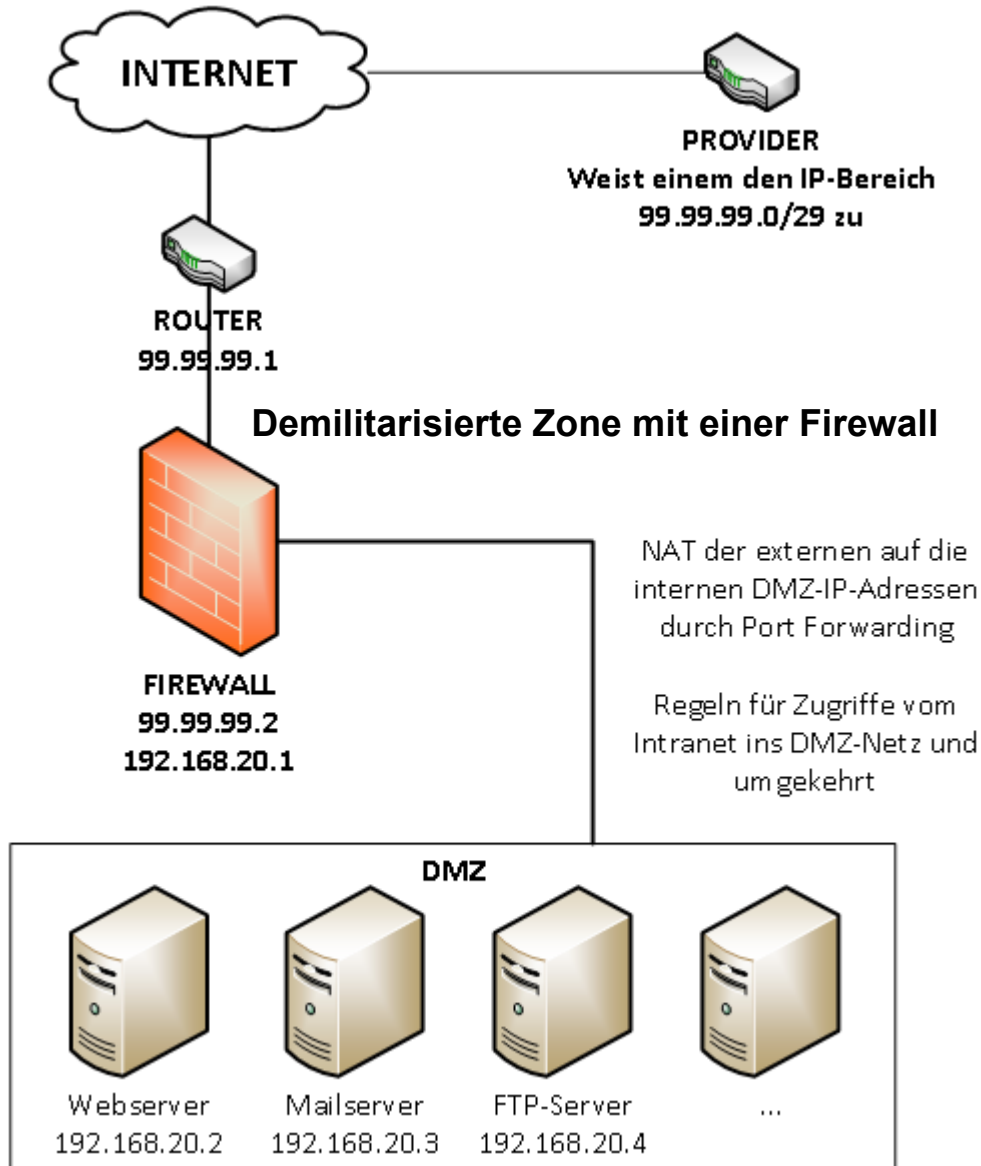 INTERNET
PROVIDER
Weist einem den IP-Bereich
99.99.99.0/29 zu
ROUTER
99.99.99.1
Demilitarisierte Zone mit einer Firewall
NAT der externen auf die
internen DMZ-IP-Adressen
durch Port Forwarding
FIREWALL
99.99.99.2
192.168.20.1
Regeln für Zugriffe vom
Intranet ins DMZ-Netz und
umgekehrt
DMZ
Webserver
192.168.20.2
Mailserver
192.168.20.3
FTP-Server
192.168.20.4
...